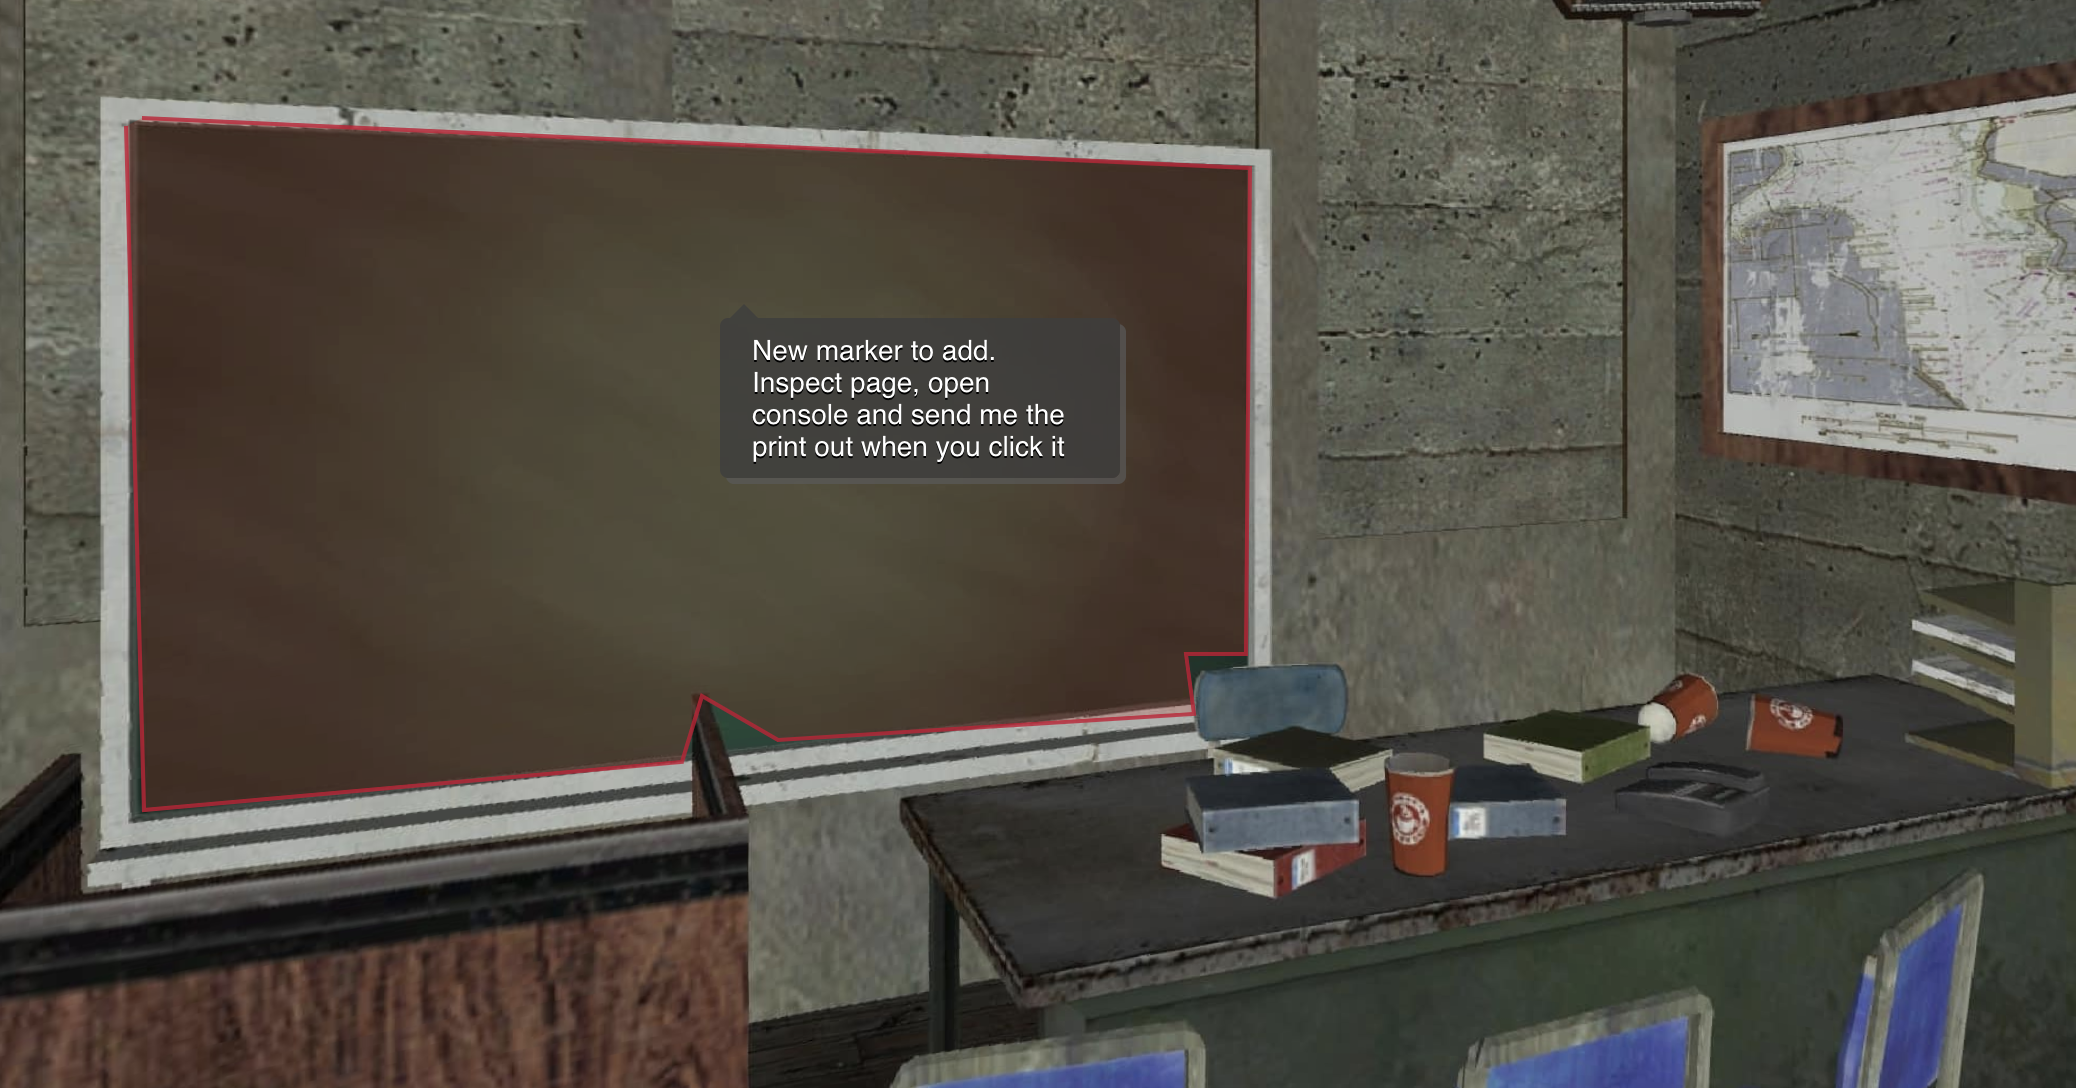 New marker to add.
Inspect page, open
console and send me the
print out when you click it